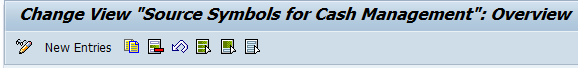 Change View "Source Symbols for Cash Management": Overview
New Entries